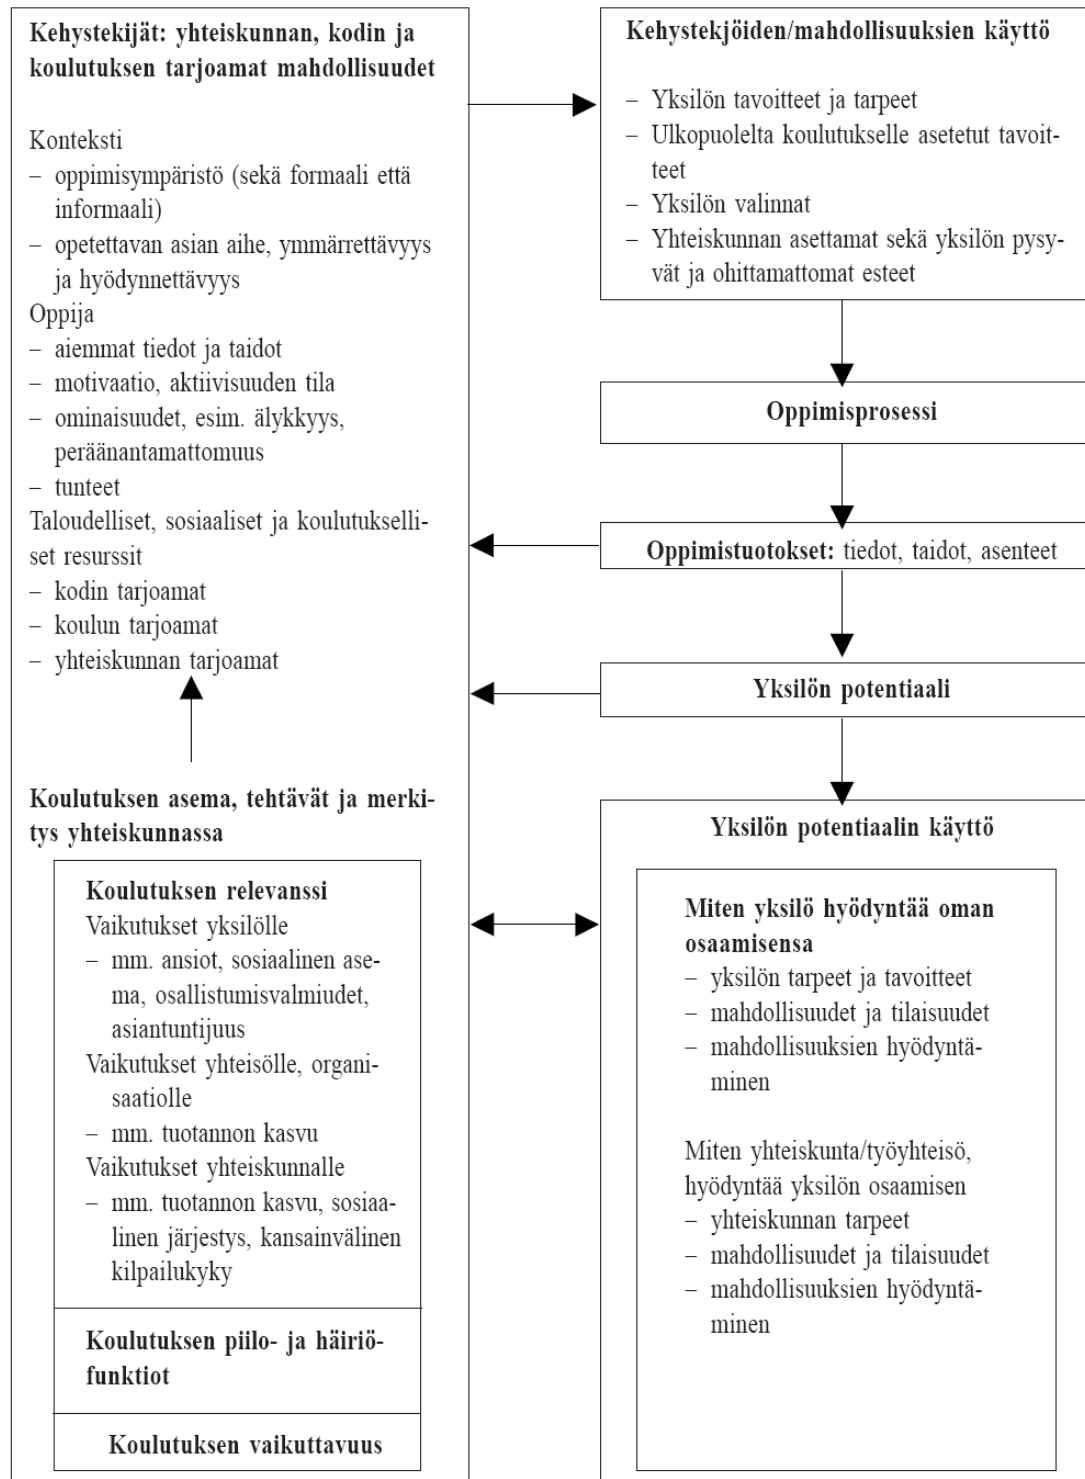 Kehystekijät: yhteiskunnan, kodin ja
koulutuksen tarjoamat mahdollisuudet
Konteksti
– oppimisympäristö (sekä formaali että
informaali)
– opetettavan asian aihe, ymmärrettävyys
ja hyödynnettävyys
Oppija
– aiemmat tiedot ja taidot
– motivaatio, aktiivisuuden tila
– ominaisuudet, esim. älykkyys,
peräänantamattomuus
– tunteet
Taloudelliset, sosiaaliset ja koulutukselli-
set resurssit
– kodin tarjoamat
– koulun tarjoamat
– yhteiskunnan tarjoamat
Koulutuksen asema, tehtävät ja merki-
tys yhteiskunnassa
Koulutuksen relevanssi
Vaikutukset yksilölle
– mm. ansiot, sosiaalinen ase-
ma, osallistumisvalmiudet,
asiantuntijuus
Vaikutukset yhteisölle, organi-
saatiolle
– mm. tuotannon kasvu
Vaikutukset yhteiskunnalle
– mm. tuotannon kasvu, sosiaa-
linen järjestys, kansainvälinen
kilpailukyky
Koulutuksen piilo- ja häiriö-
funktiot
Koulutuksen vaikuttavuus
Kehystekjöiden/mahdollisuuksien käyttö
– Yksilön tavoitteet ja tarpeet
– Ulkopuolelta koulutukselle asetetut tavoit-
teet
– Yksilön valinnat
– Yhteiskunnan asettamat sekä yksilön pysy-
vät ja ohittamattomat esteet
Oppimisprosessi
Oppimistuotokset: tiedot, taidot, asenteet
Yksilön potentiaali
Yksilön potentiaalin käyttö
Miten yksilö hyödyntää oman
osaamisensa
– yksilön tarpeet ja tavoitteet
– mahdollisuudet ja tilaisuudet
– mahdollisuuksien hyödyntä-
minen
Miten yhteiskunta/työyhteisö,
hyödyntää yksilön osaamisen
– yhteiskunnan tarpeet
– mahdollisuudet ja tilaisuudet
– mahdollisuuksien hyödyntä-
minen